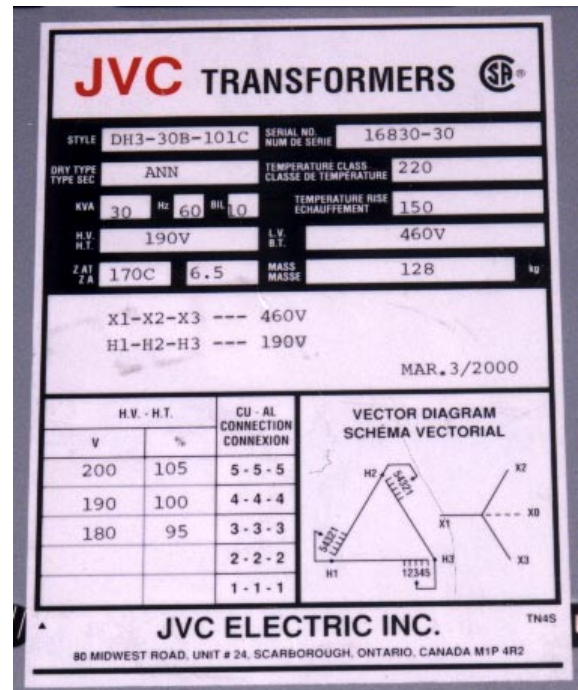 JVC TRANSFORMERS SA ®
STYLE DH3-30B-101C SERIAL NO. NUM DE SERIE 16830-30
DRY TYPE TYPE SEC ANN TEMPERATURE CLASS CLASSE DE TEMPÉRATURE 220
KVA 30 Hz 60 BIL 10 TEMPERATURE RISE ECHAUFFEMENT 150
H.V. H.T. 190V L.V. B.T. 460V
Z AT Z A 170C 6.5 MASS MASSE 128 kg
X1-X2-X3 --- 460V
H1-H2-H3 --- 190V
MAR.3/2000
H.V. - H.T. CU - AL CONNECTION CONNEXION
V %
200 105 5 - 5 - 5
190 100 4 - 4 - 4
180 95 3 - 3 - 3
2 - 2 - 2
1 - 1 - 1
VECTOR DIAGRAM
SCHÉMA VECTORIAL
H2 54321 X2
X1 X0
54321 H1 12345 H3 X3
JVC ELECTRIC INC. TN4S
80 MIDWEST ROAD, UNIT # 24, SCARBOROUGH, ONTARIO, CANADA M1P 4R2